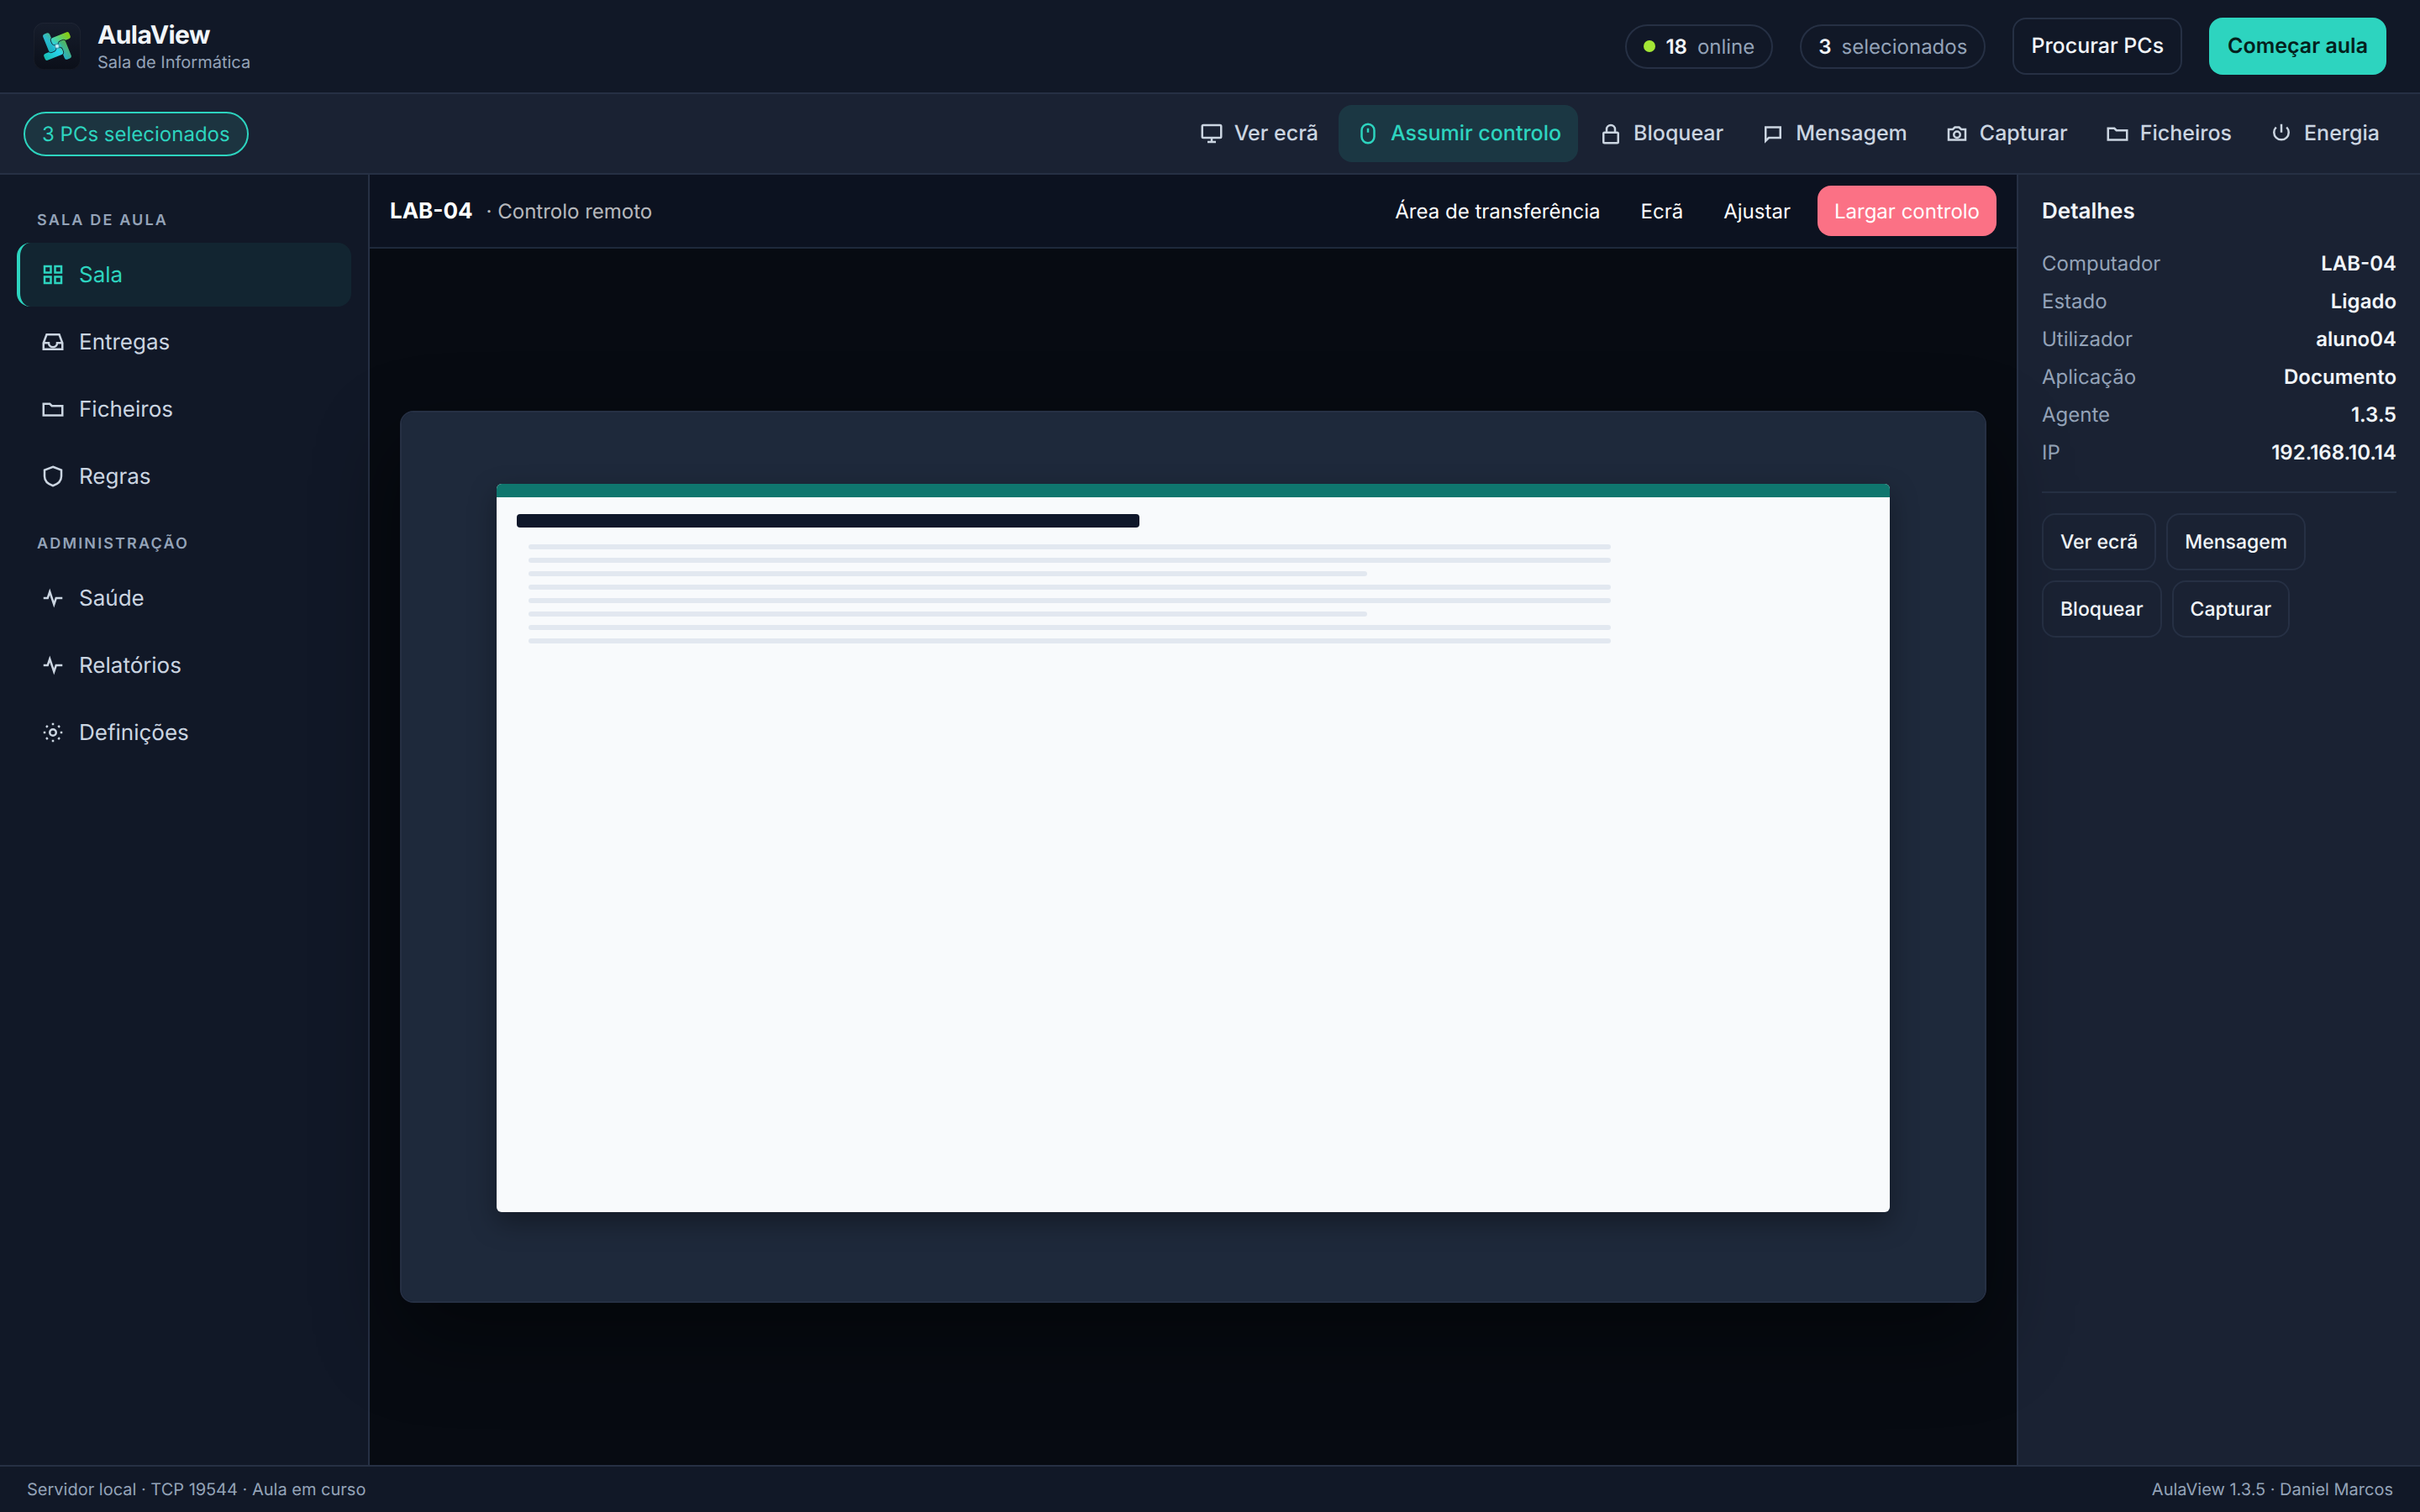 AulaView
Sala de Informática
18 online
3 selecionados
Procurar PCs
Começar aula
3 PCs selecionados
Ver ecrã
Assumir controlo
Bloquear
Mensagem
Capturar
Ficheiros
Energia
SALA DE AULA
Sala
Entregas
Ficheiros
Regras
ADMINISTRAÇÃO
Saúde
Relatórios
Definições
LAB-04 · Controlo remoto
Área de transferência
Ecrã
Ajustar
Largar controlo
Detalhes
Computador LAB-04
Estado Ligado
Utilizador aluno04
Aplicação Documento
Agente 1.3.5
IP 192.168.10.14
Ver ecrã
Mensagem
Bloquear
Capturar
Servidor local · TCP 19544 · Aula em curso
AulaView 1.3.5 · Daniel Marcos